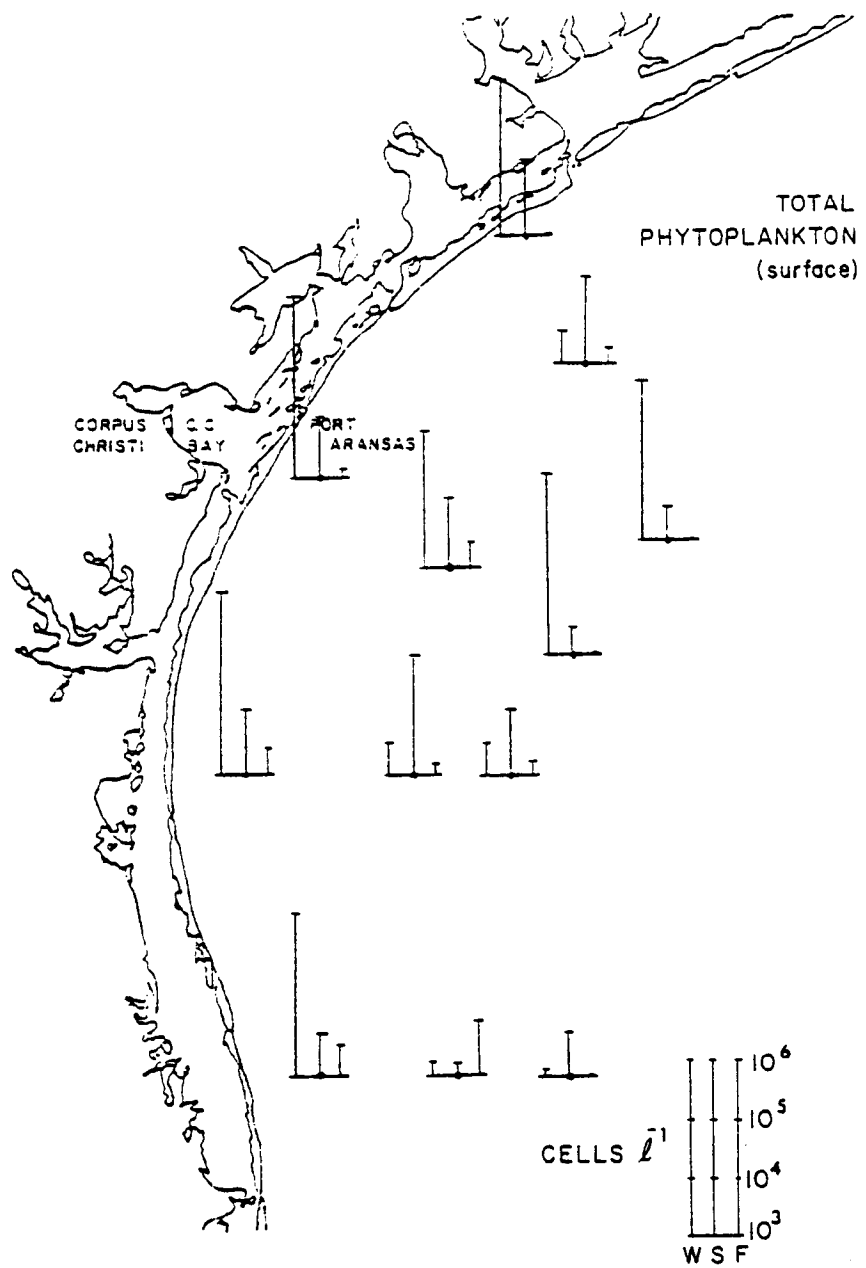 TOTAL
PHYTOPLANKTON
(surface)
CORPUS
CHRISTI
C.C.
BAY
PORT
ARANSAS
CELLS ℓ⁻¹
10⁶
10⁵
10⁴
10³
W S F